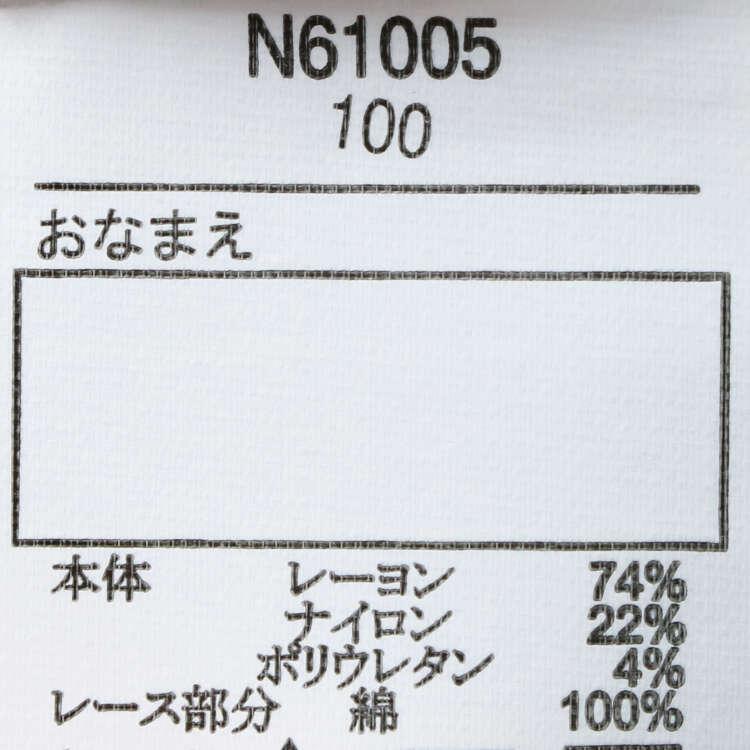 N61005
100
おなまえ
本体 レーヨン 74%
ナイロン 22%
ポリウレタン 4%
レース部分 綿 100%